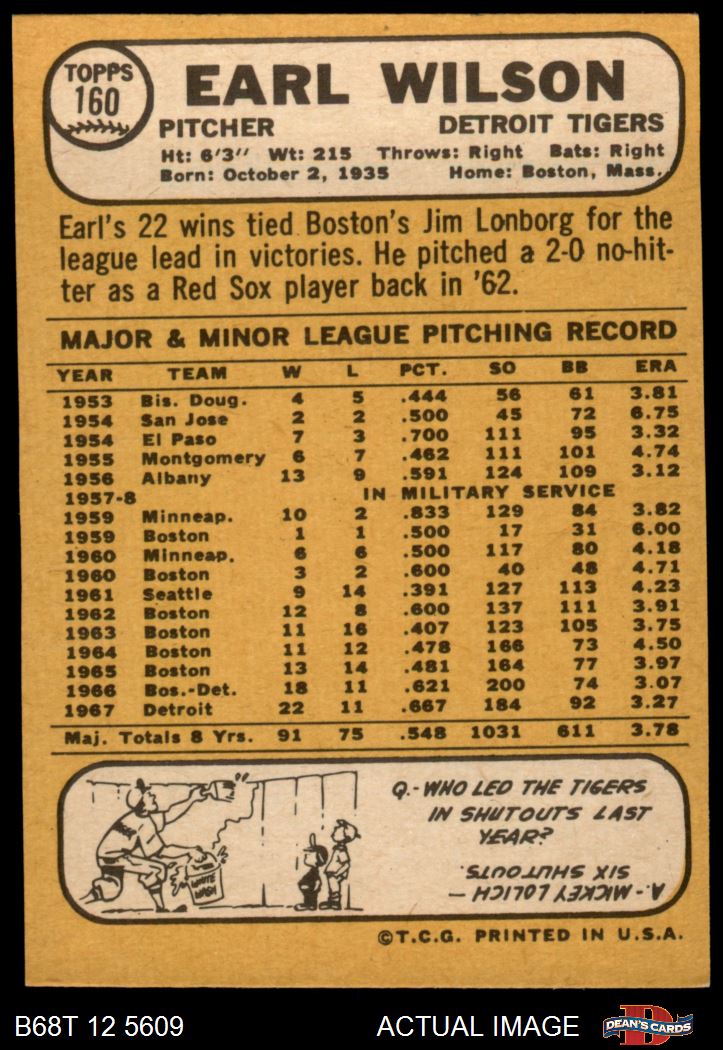 TOPPS
160
EARL WILSON
PITCHER DETROIT TIGERS
Ht: 6'3" Wt: 215 Throws: Right Bats: Right
Born: October 2, 1935 Home: Boston, Mass.
Earl's 22 wins tied Boston's Jim Lonborg for the
league lead in victories. He pitched a 2-0 no-hit-
ter as a Red Sox player back in '62.
MAJOR & MINOR LEAGUE PITCHING RECORD
YEAR TEAM W L PCT. SO BB ERA
1953 Bis. Doug. 4 5 .444 56 61 3.81
1954 San Jose 2 2 .500 45 72 6.75
1954 El Paso 7 3 .700 111 95 3.32
1955 Montgomery 6 7 .462 111 101 4.74
1956 Albany 13 9 .591 124 109 3.12
1957-8 IN MILITARY SERVICE
1959 Minneap. 10 2 .833 129 84 3.82
1959 Boston 1 1 .500 17 31 6.00
1960 Minneap. 6 6 .500 117 80 4.18
1960 Boston 3 2 .600 40 48 4.71
1961 Seattle 9 14 .391 127 113 4.23
1962 Boston 12 8 .600 137 111 3.91
1963 Boston 11 16 .407 123 105 3.75
1964 Boston 11 12 .478 166 73 4.50
1965 Boston 13 14 .481 164 77 3.97
1966 Bos.-Det. 18 11 .621 200 74 3.07
1967 Detroit 22 11 .667 184 92 3.27
Maj. Totals 8 Yrs. 91 75 .548 1031 611 3.78
WHITE
WASH
Q.-WHO LED THE TIGERS
IN SHUTOUTS LAST
YEAR?
A.-MICKEY LOLICH —
SIX SHUTOUTS.
©T.C.G. PRINTED IN U.S.A.
B68T 12 5609 ACTUAL IMAGE
D
DEAN'S CARDS